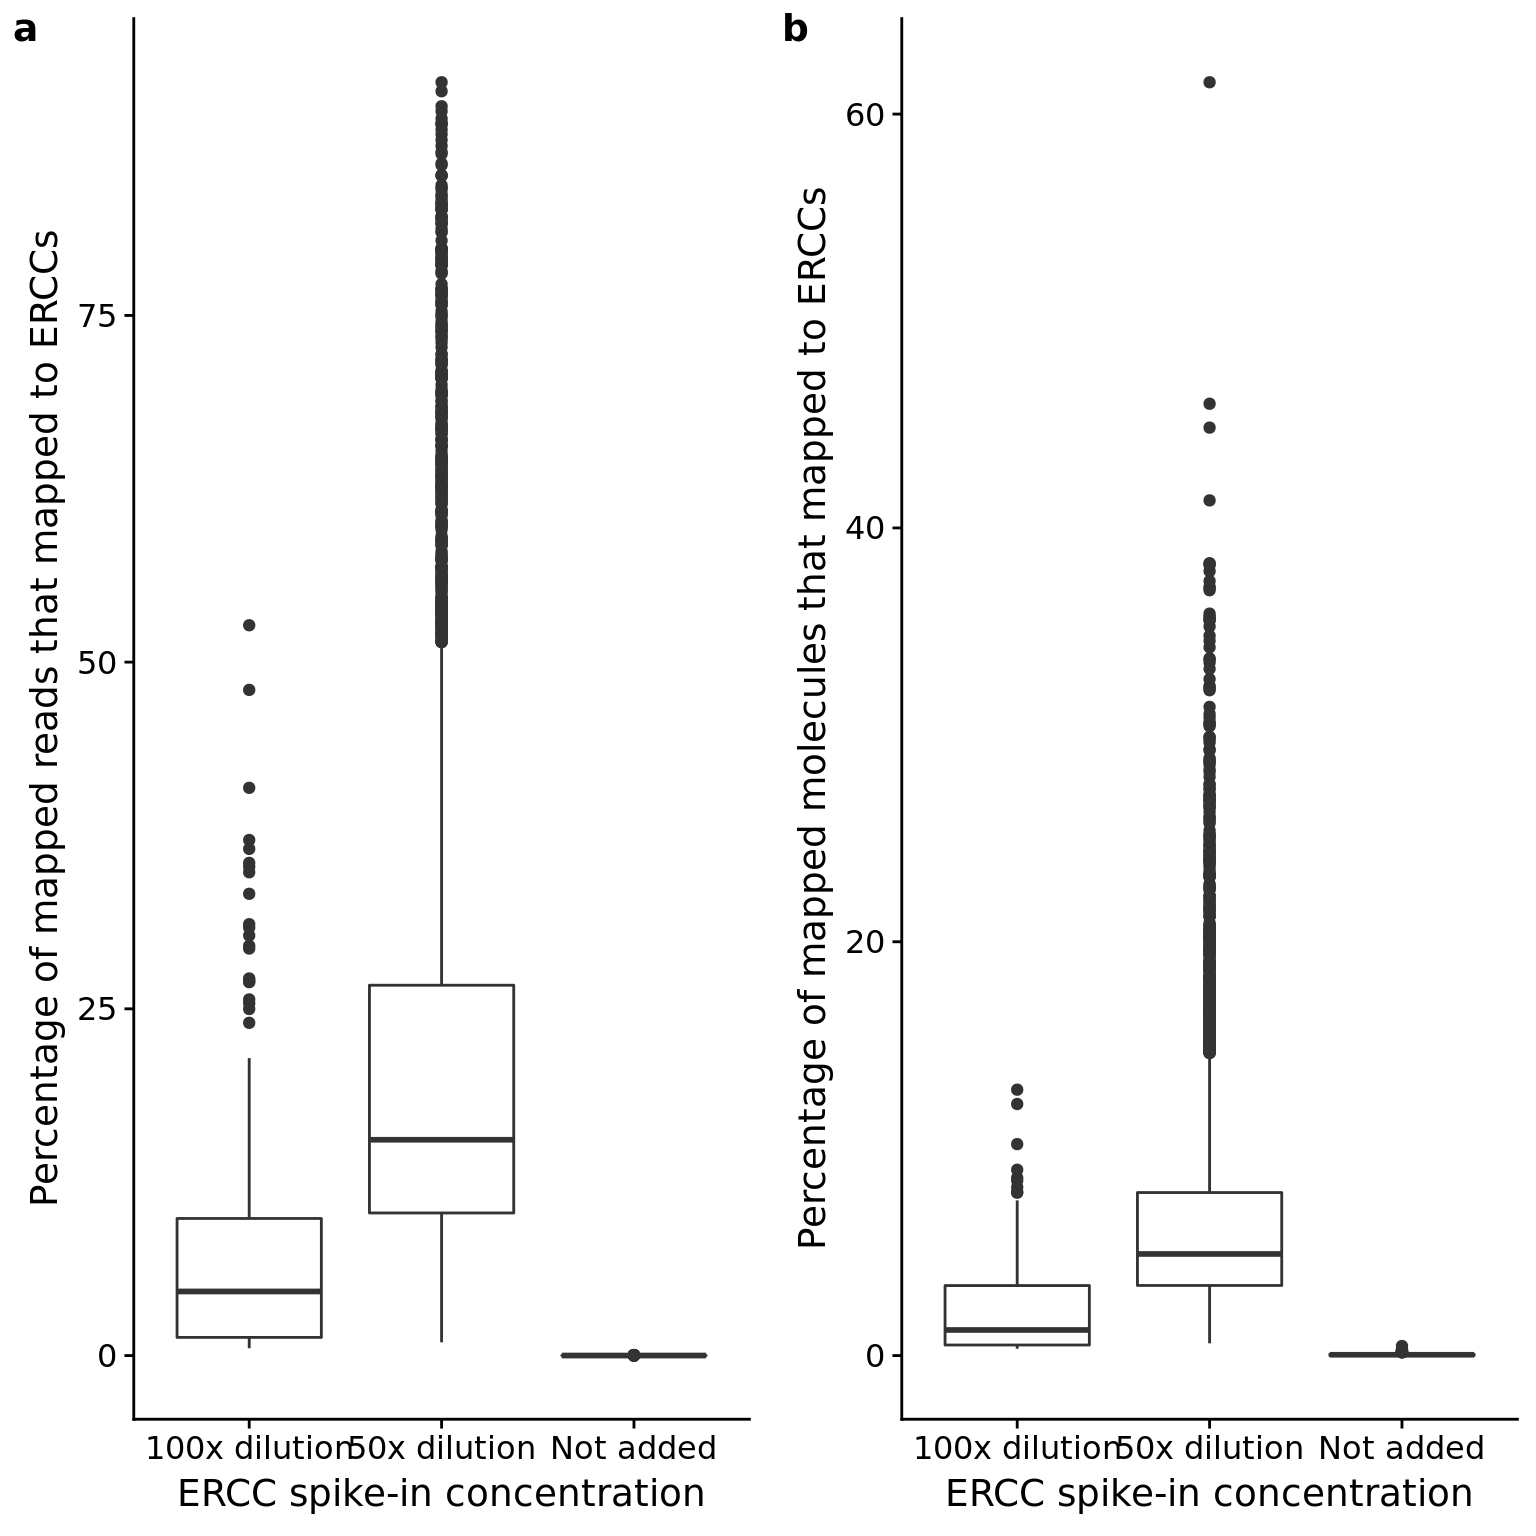 a
Percentage of mapped reads that mapped to ERCCs
75
50
25
0
100x dilution 50x dilution Not added
ERCC spike-in concentration
b
Percentage of mapped molecules that mapped to ERCCs
60
40
20
0
100x dilution 50x dilution Not added
ERCC spike-in concentration